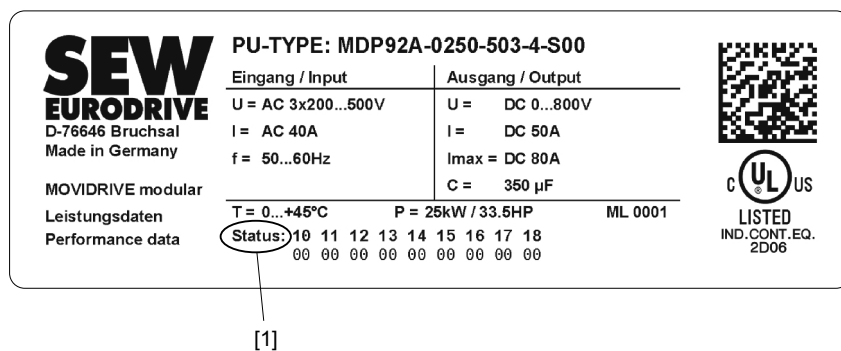 SEW
EURODRIVE
D-76646 Bruchsal
Made in Germany
MOVIDRIVE modular
Leistungsdaten
Performance data
PU-TYPE: MDP92A-0250-503-4-S00
Eingang / Input
U = AC 3x200...500V
I = AC 40A
f = 50...60Hz
Ausgang / Output
U = DC 0...800V
I = DC 50A
Imax = DC 80A
C = 350 µF
T = 0...+45°C P = 25kW / 33.5HP ML 0001
Status: 10 11 12 13 14 15 16 17 18
00 00 00 00 00 00 00 00 00
C UL ® US
LISTED
IND.CONT.EQ.
2D06
[1]